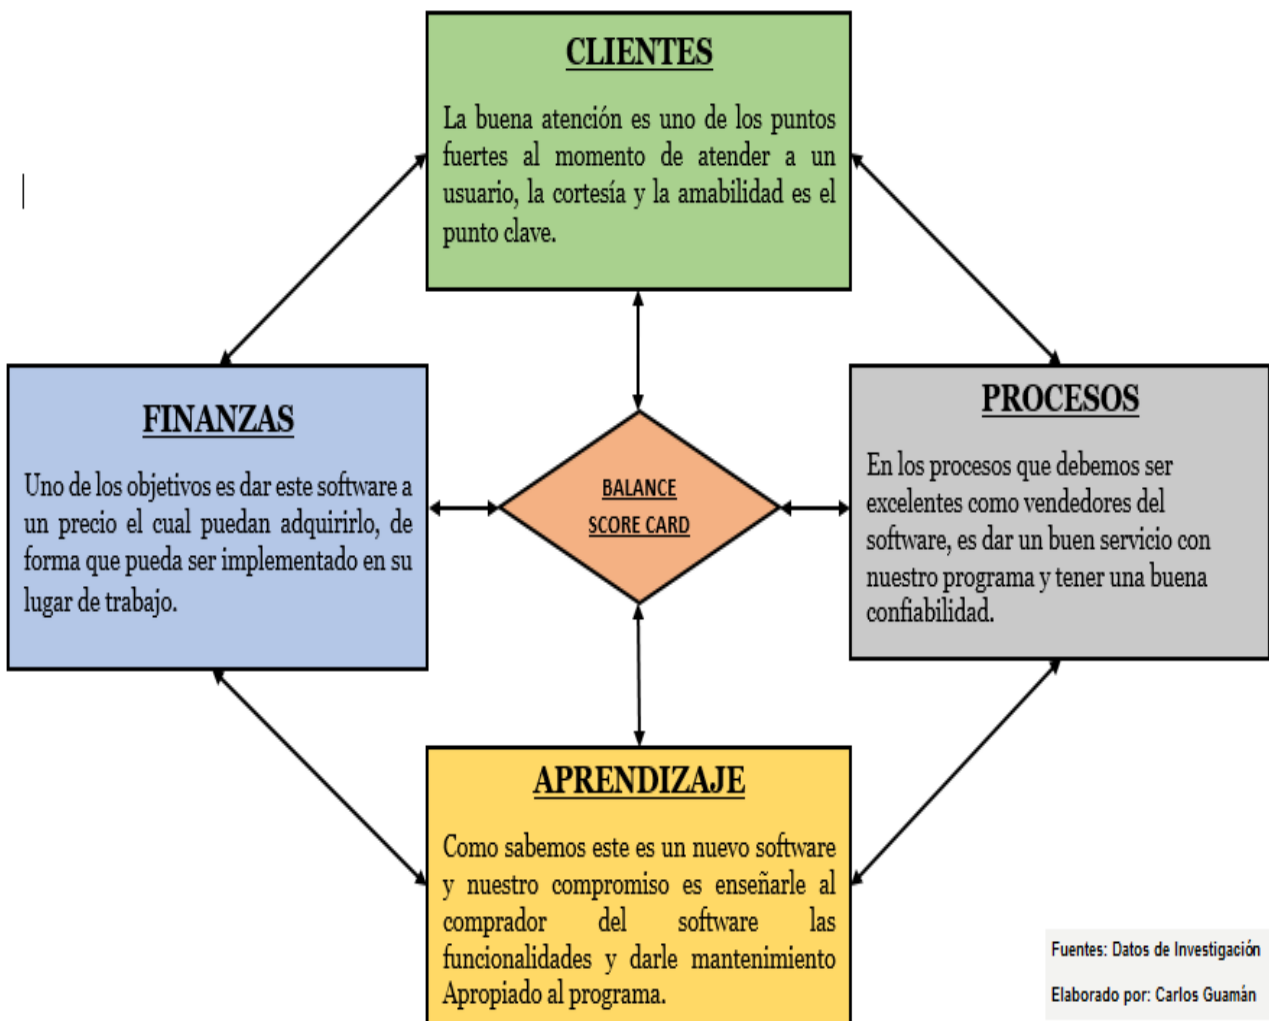 CLIENTES
La buena atención es uno de los puntos
fuertes al momento de atender a un
usuario, la cortesía y la amabilidad es el
punto clave.
FINANZAS
Uno de los objetivos es dar este software a
un precio el cual puedan adquirirlo, de
forma que pueda ser implementado en su
lugar de trabajo.
BALANCE
SCORE CARD
PROCESOS
En los procesos que debemos ser
excelentes como vendedores del
software, es dar un buen servicio con
nuestro programa y tener una buena
confiabilidad.
APRENDIZAJE
Como sabemos este es un nuevo software
y nuestro compromiso es enseñarle al
comprador del software las
funcionalidades y darle mantenimiento
Apropiado al programa.
Fuentes: Datos de Investigación
Elaborado por: Carlos Guamán